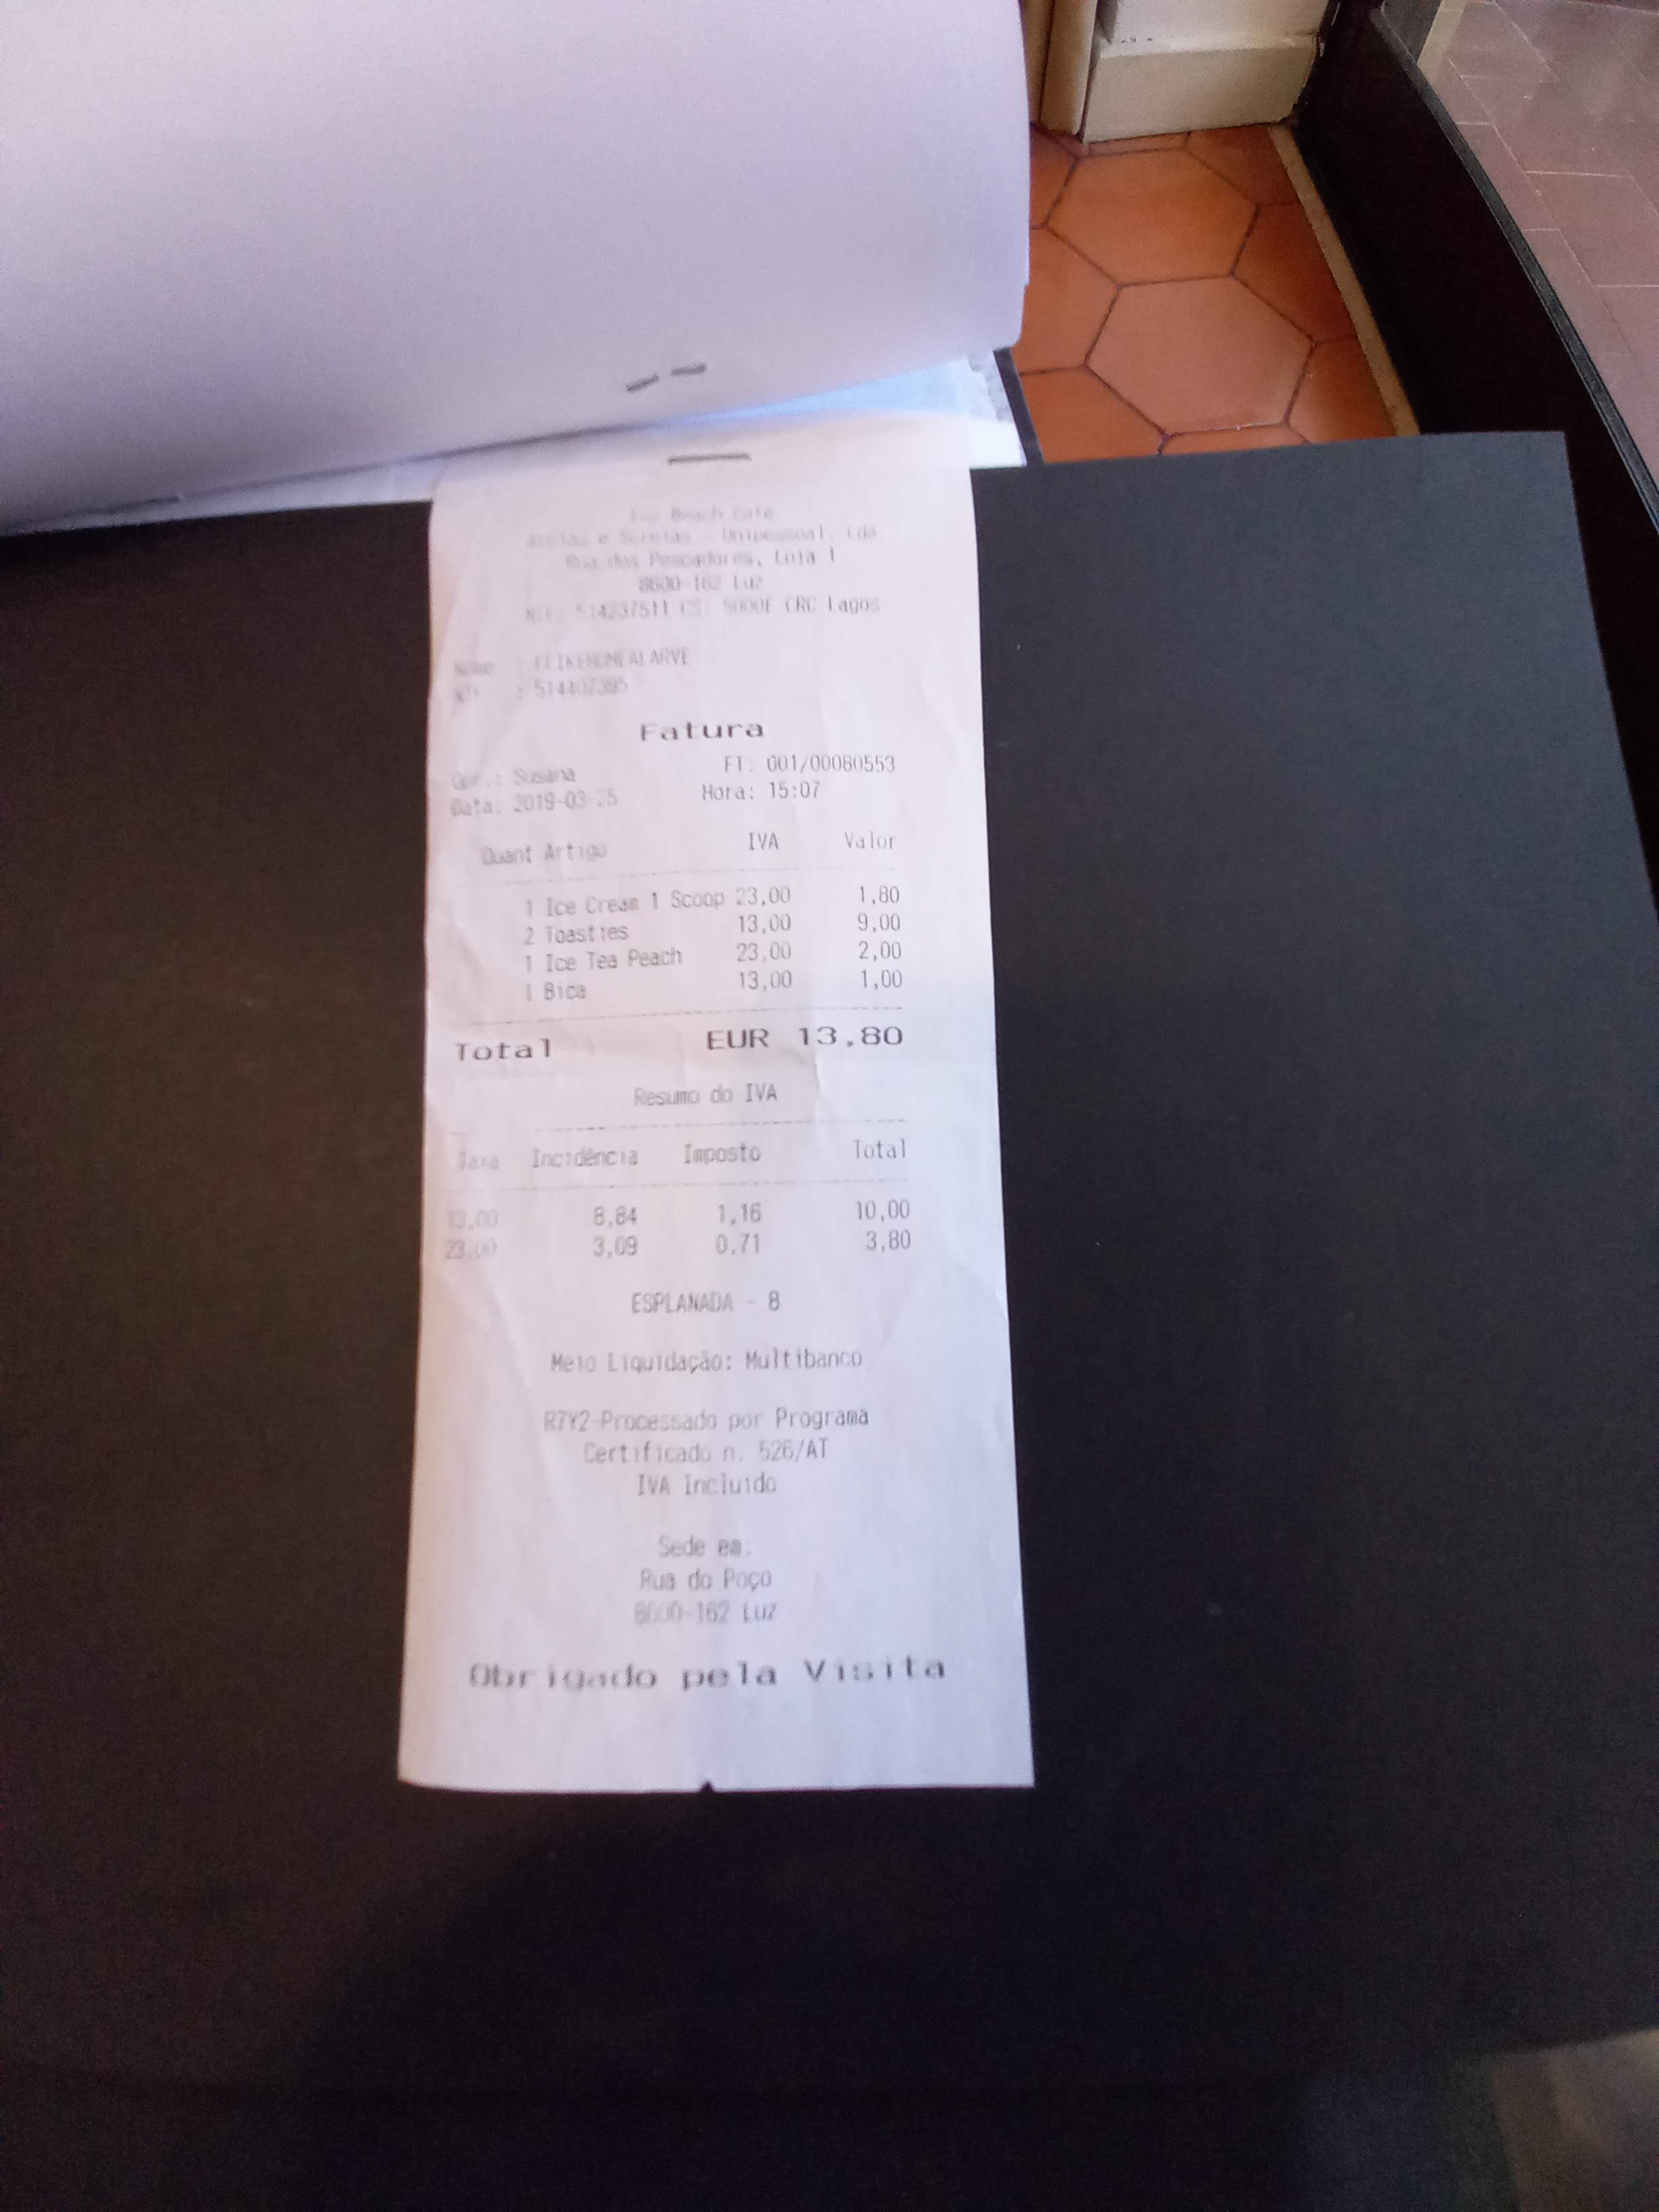 Luz Beach Cafe
e Sereias - Unipessoal, Lda
Rua dos Pescadores, Loja 1
8600-162 Luz
Nif: 514237511 CS: 5000E CRC Lagos
Nome :
Nif :
Fatura
Opr.: Susana FT: 001/00080553
Data: 2019-03-25 Hora: 15:07
Quant Artigo IVA Valor
1 Ice Cream 1 Scoop 23,00 1,80
2 Toasties 13,00 9,00
1 Ice Tea Peach 23,00 2,00
1 Bica 13,00 1,00
Total EUR 13,80
Resumo do IVA
Taxa Incidência Imposto Total
13,00 8,84 1,16 10,00
23,00 3,09 0,71 3,80
ESPLANADA - 8
Meio Liquidação: Multibanco
R7Y2-Processado por Programa
Certificado n. 526/AT
IVA Incluido
Sede em:
Rua do Poço
8600-162 Luz
Obrigado pela Visita